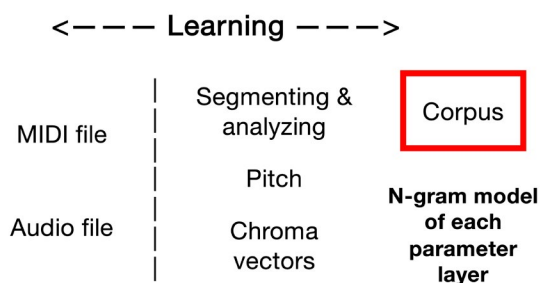 <––– Learning –––>
MIDI file
Audio file
Segmenting &
analyzing
Pitch
Chroma
vectors
Corpus
N-gram model
of each
parameter
layer